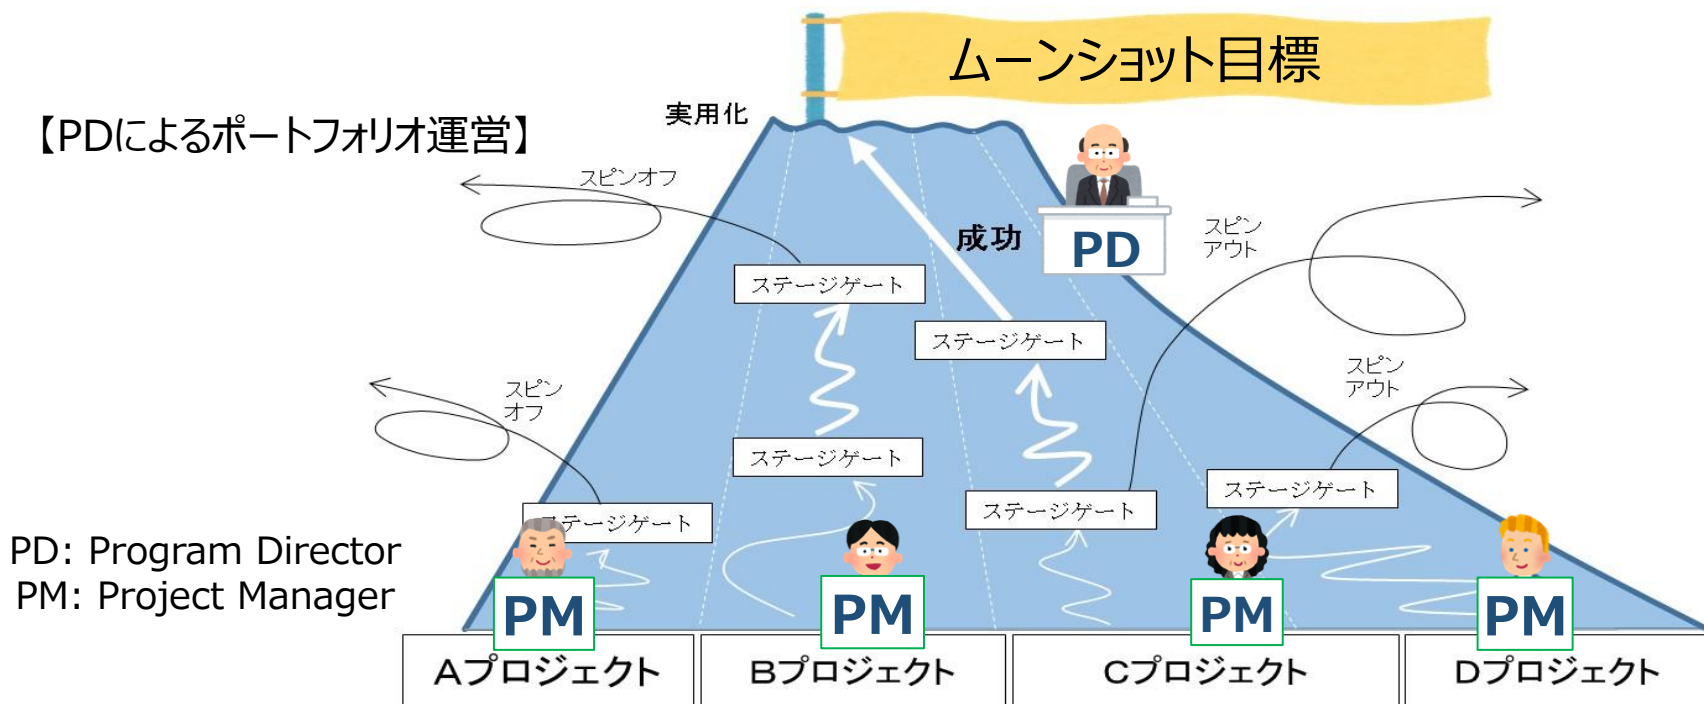 ムーンショット目標
実用化
【PDによるポートフォリオ運営】
スピンオフ
成功
PD
スピン
アウト
ステージゲート
ステージゲート
スピン
アウト
スピン
オフ
ステージゲート
ステージゲート
ステージゲート
ステージゲート
PD: Program Director
PM: Project Manager
PM
PM
PM
PM
Aプロジェクト
Bプロジェクト
Cプロジェクト
Dプロジェクト